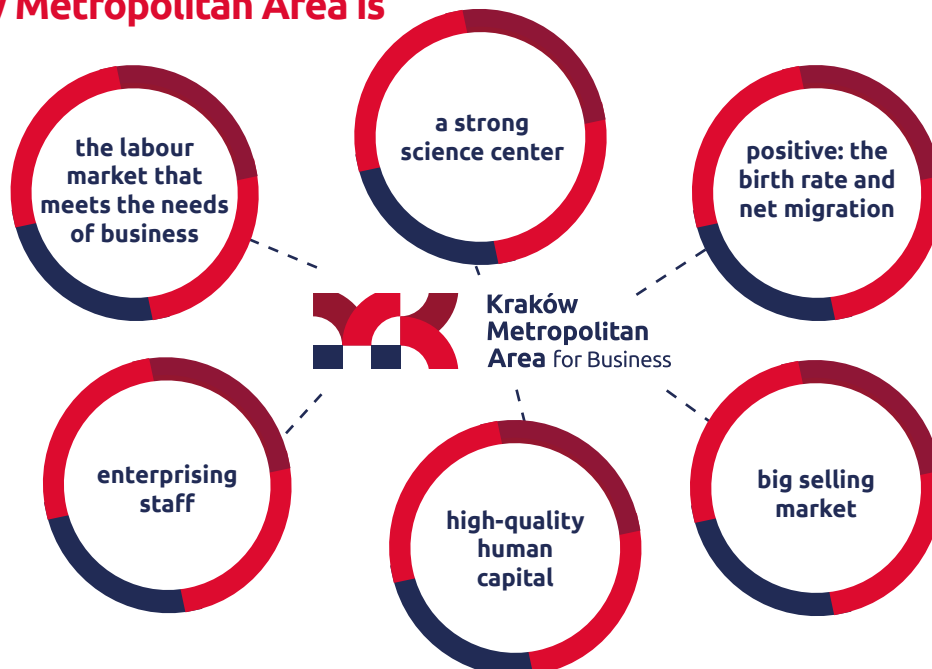 Metropolitan Area is
the labour
market that
meets the needs
of business
a strong
science center
positive: the
birth rate and
net migration
Kraków
Metropolitan
Area for Business
enterprising
staff
high-quality
human
capital
big selling
market